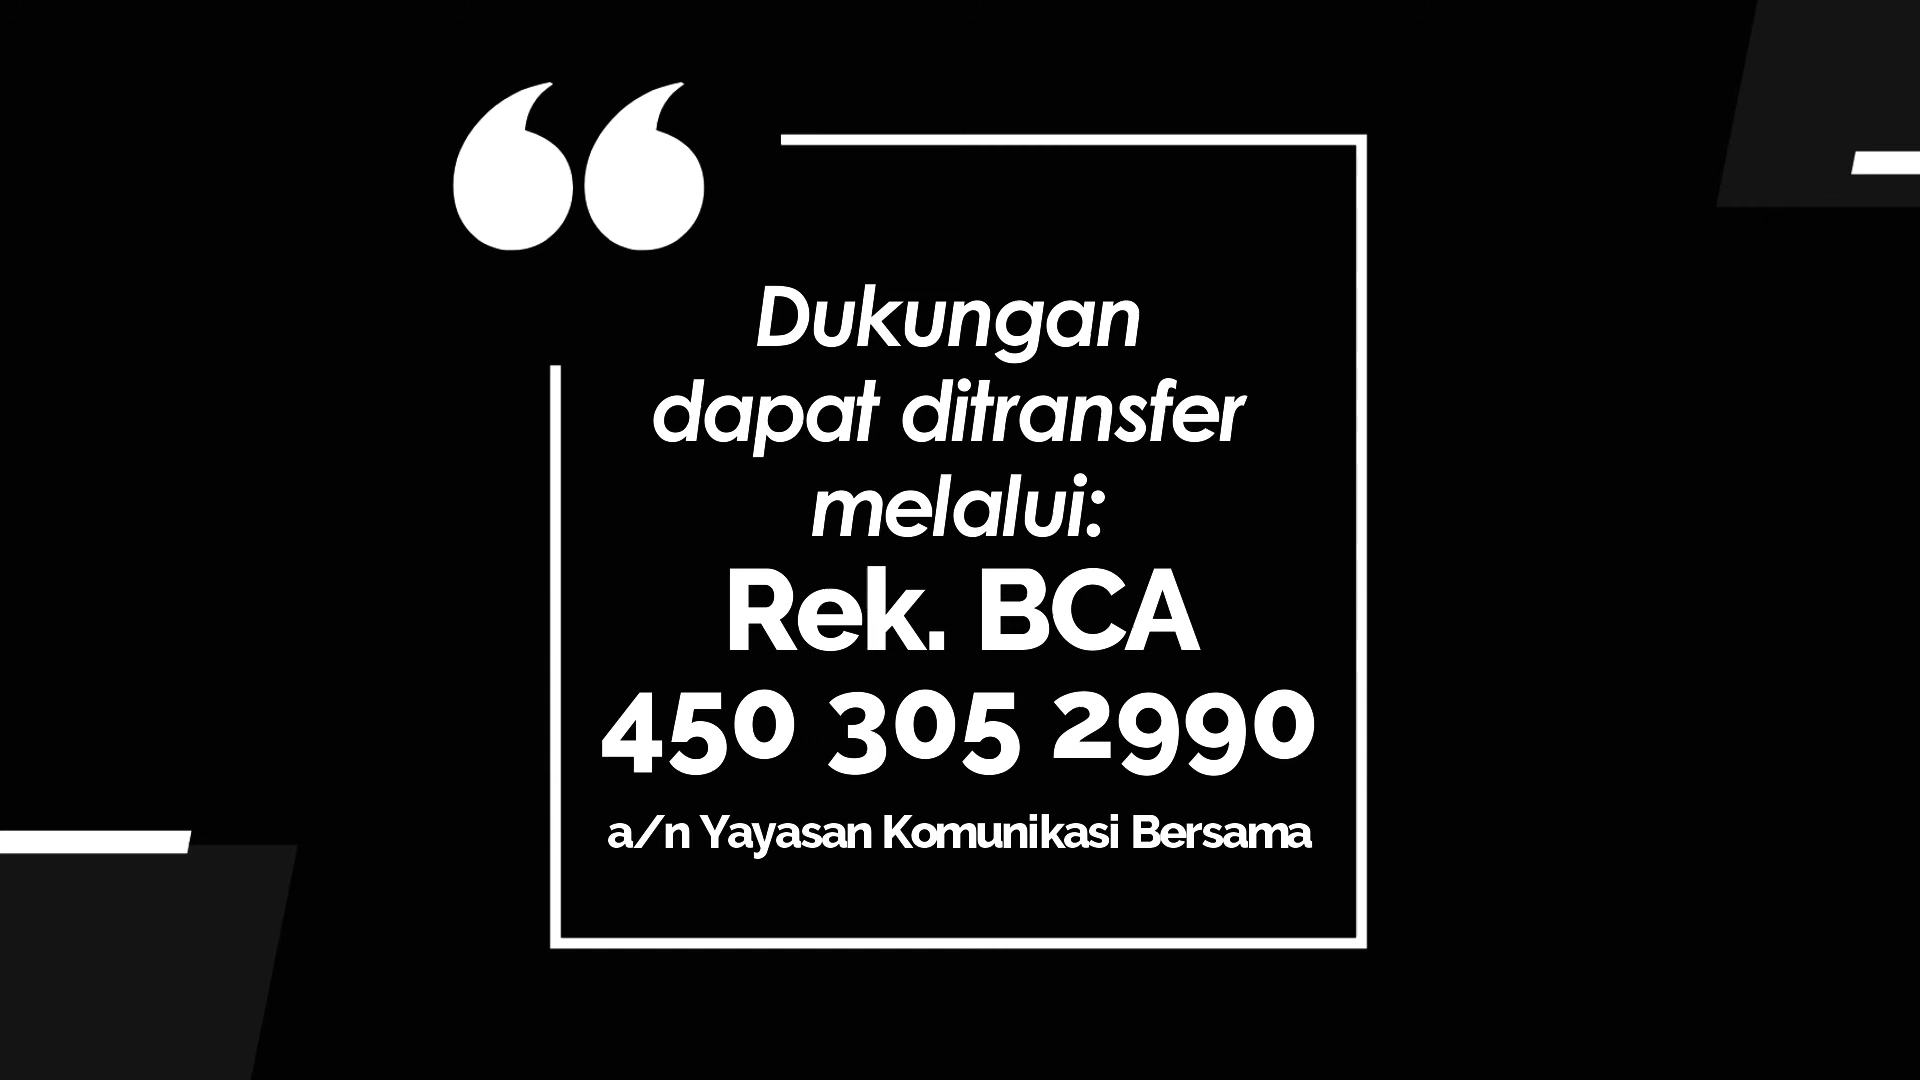 Dukungan
dapat ditransfer
melalui:
Rek. BCA
450 305 2990
a/n Yayasan Komunikasi Bersama